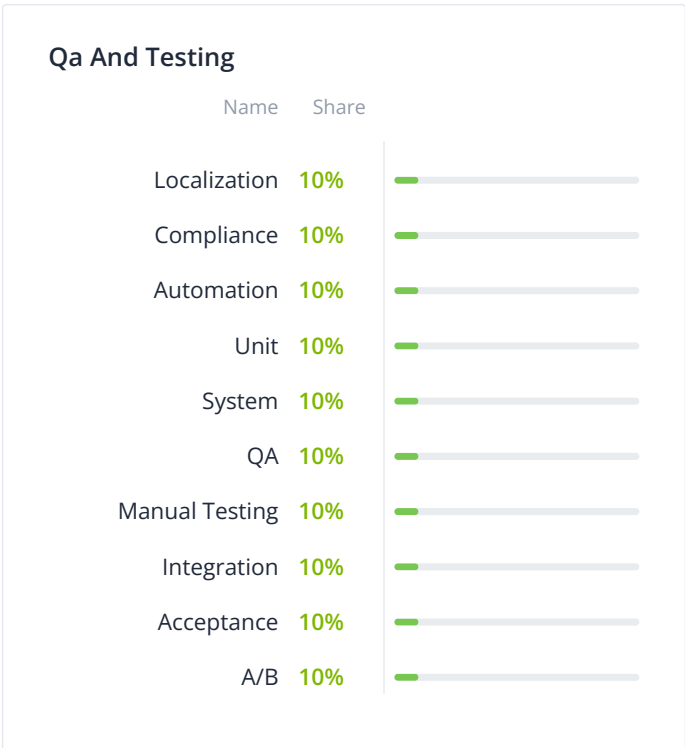 Qa And Testing
Name Share
Localization 10%
Compliance 10%
Automation 10%
Unit 10%
System 10%
QA 10%
Manual Testing 10%
Integration 10%
Acceptance 10%
A/B 10%